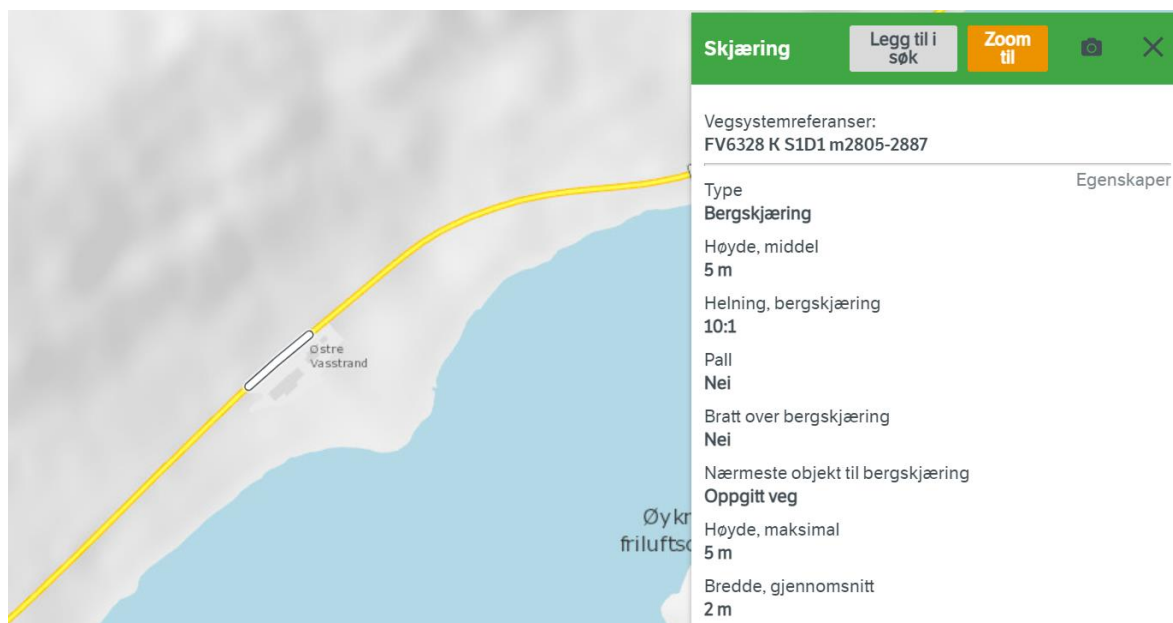 Østre
Vasstrand
Øykr
friluftso
Skjæring
Legg til i
søk
Zoom
til
Vegsystemreferanser:
FV6328 K S1D1 m2805-2887
Egenskaper
Type
Bergskjæring
Høyde, middel
5 m
Helning, bergskjæring
10:1
Pall
Nei
Bratt over bergskjæring
Nei
Nærmeste objekt til bergskjæring
Oppgitt veg
Høyde, maksimal
5 m
Bredde, gjennomsnitt
2 m